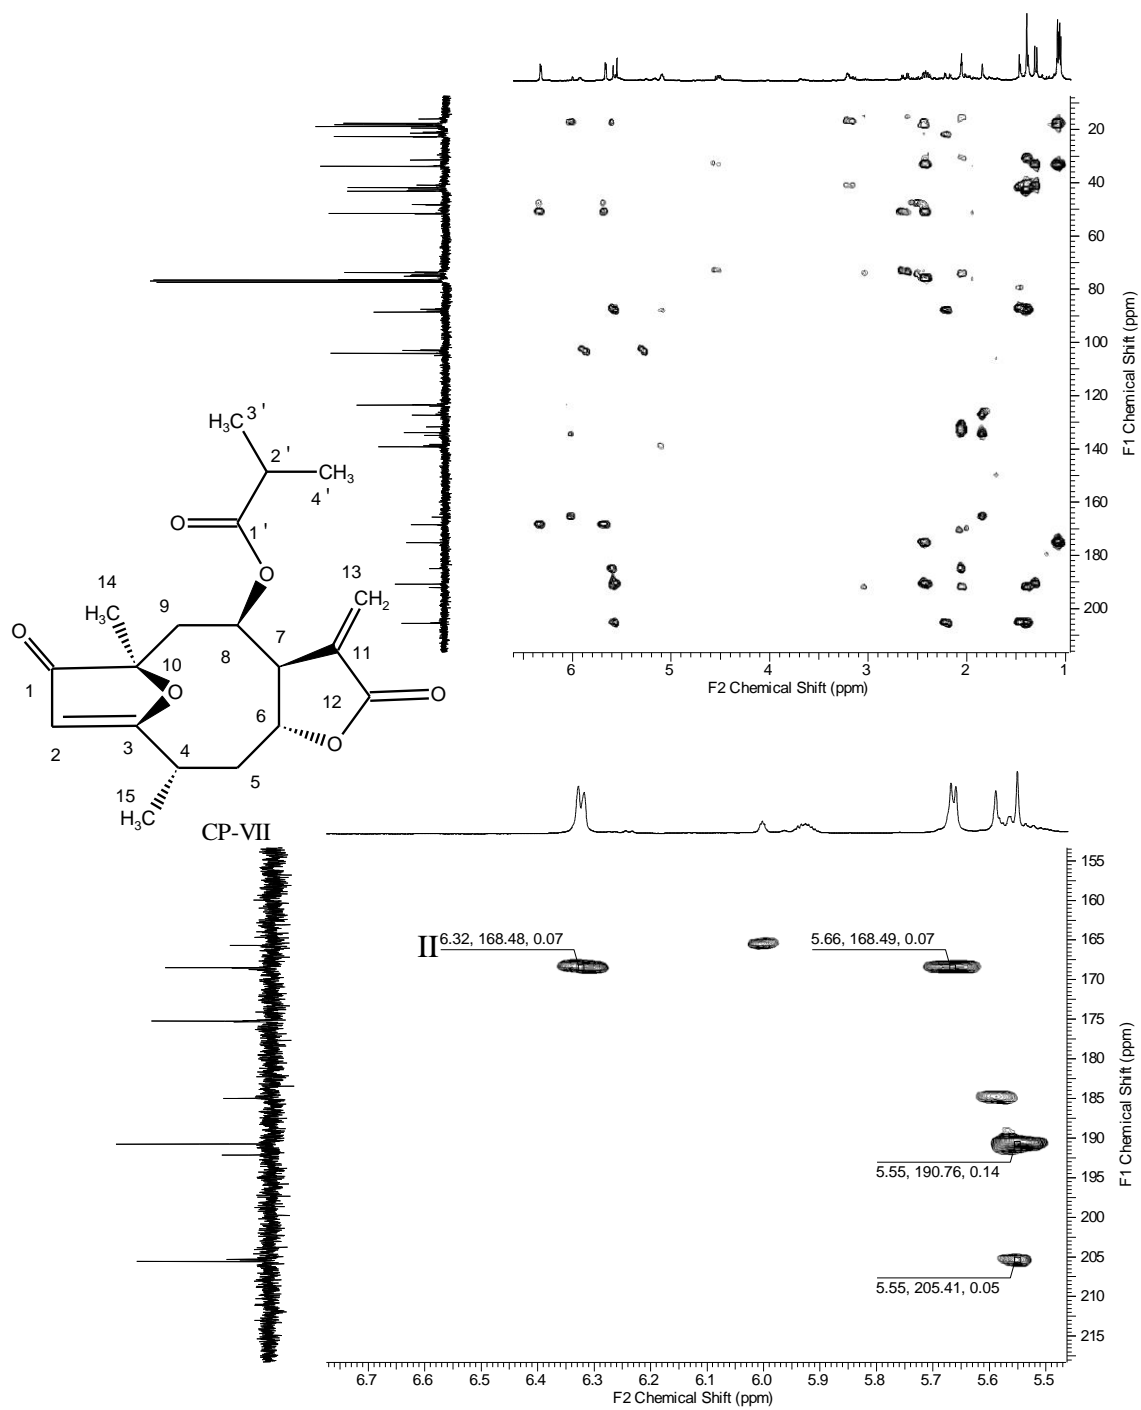 20
40
60
80
100
120
140
160
180
200
F1 Chemical Shift (ppm)
6 5 4 3 2 1
F2 Chemical Shift (ppm)
H₃C 3'
2'
CH₃
4'
O
1'
O
14
9
13
H₃C
CH₂
O
7
8
11
10
O
1
12
O
6
O
2
3
4
5
15
H₃C
CP-VII
155
160
165
170
175
180
185
190
195
200
205
210
215
F1 Chemical Shift (ppm)
II 6.32, 168.48, 0.07
5.66, 168.49, 0.07
5.55, 190.76, 0.14
5.55, 205.41, 0.05
6.7 6.6 6.5 6.4 6.3 6.2 6.1 6.0 5.9 5.8 5.7 5.6 5.5
F2 Chemical Shift (ppm)